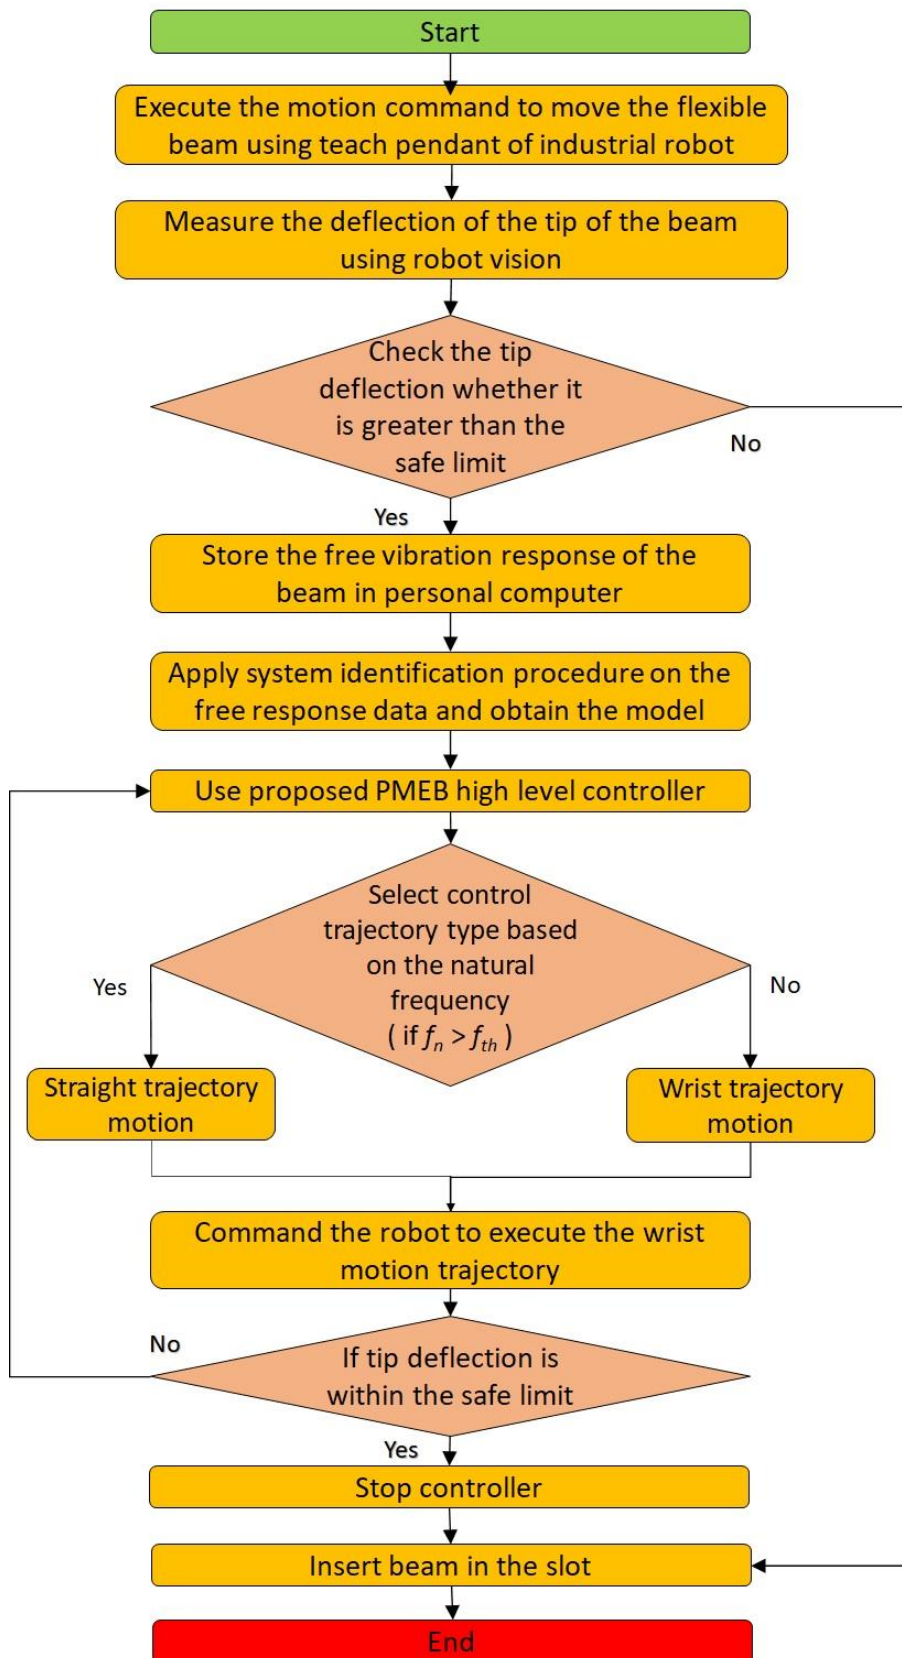 Start
Execute the motion command to move the flexible
beam using teach pendant of industrial robot
Measure the deflection of the tip of the beam
using robot vision
Check the tip
deflection whether it
is greater than the
safe limit
No
Yes
Store the free vibration response of the
beam in personal computer
Apply system identification procedure on the
free response data and obtain the model
Use proposed PMEB high level controller
Select control
trajectory type based
on the natural
frequency
( if fn > fth )
Yes
No
Straight trajectory
motion
Wrist trajectory
motion
Command the robot to execute the wrist
motion trajectory
No
If tip deflection is
within the safe limit
Yes
Stop controller
Insert beam in the slot
End